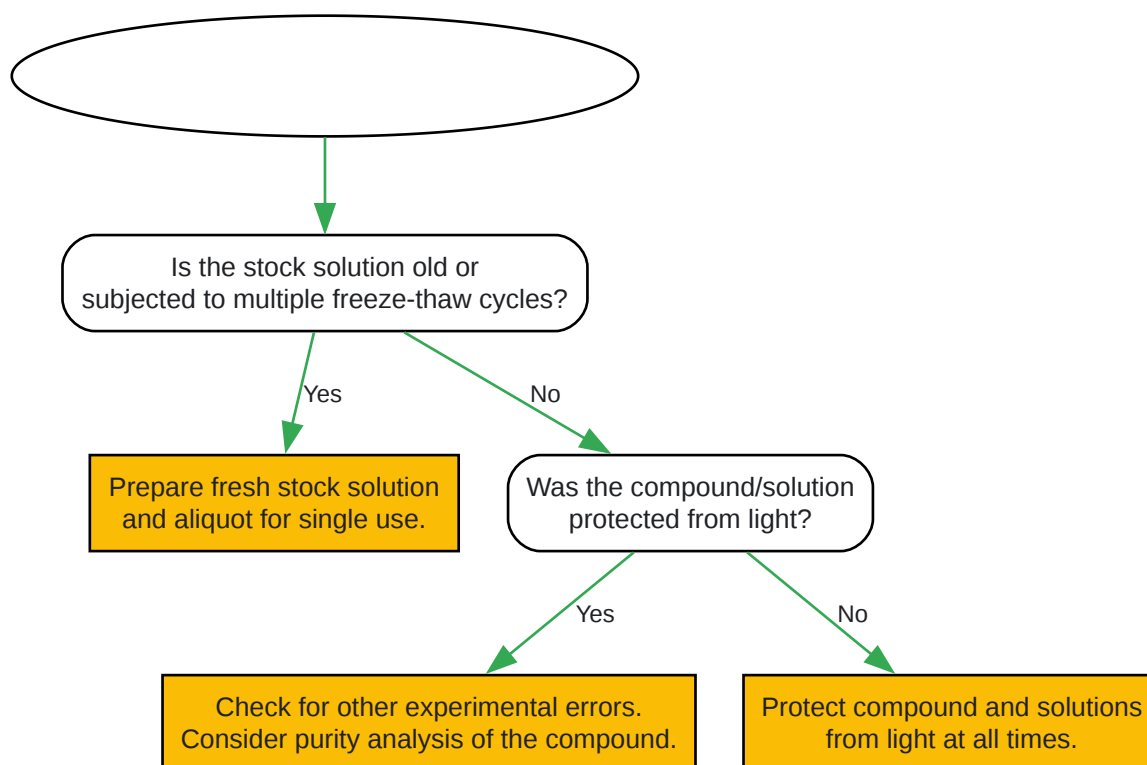 Is the stock solution old or
subjected to multiple freeze-thaw cycles?
Yes
No
Prepare fresh stock solution
and aliquot for single use.
Was the compound/solution
protected from light?
Yes
No
Check for other experimental errors.
Consider purity analysis of the compound.
Protect compound and solutions
from light at all times.